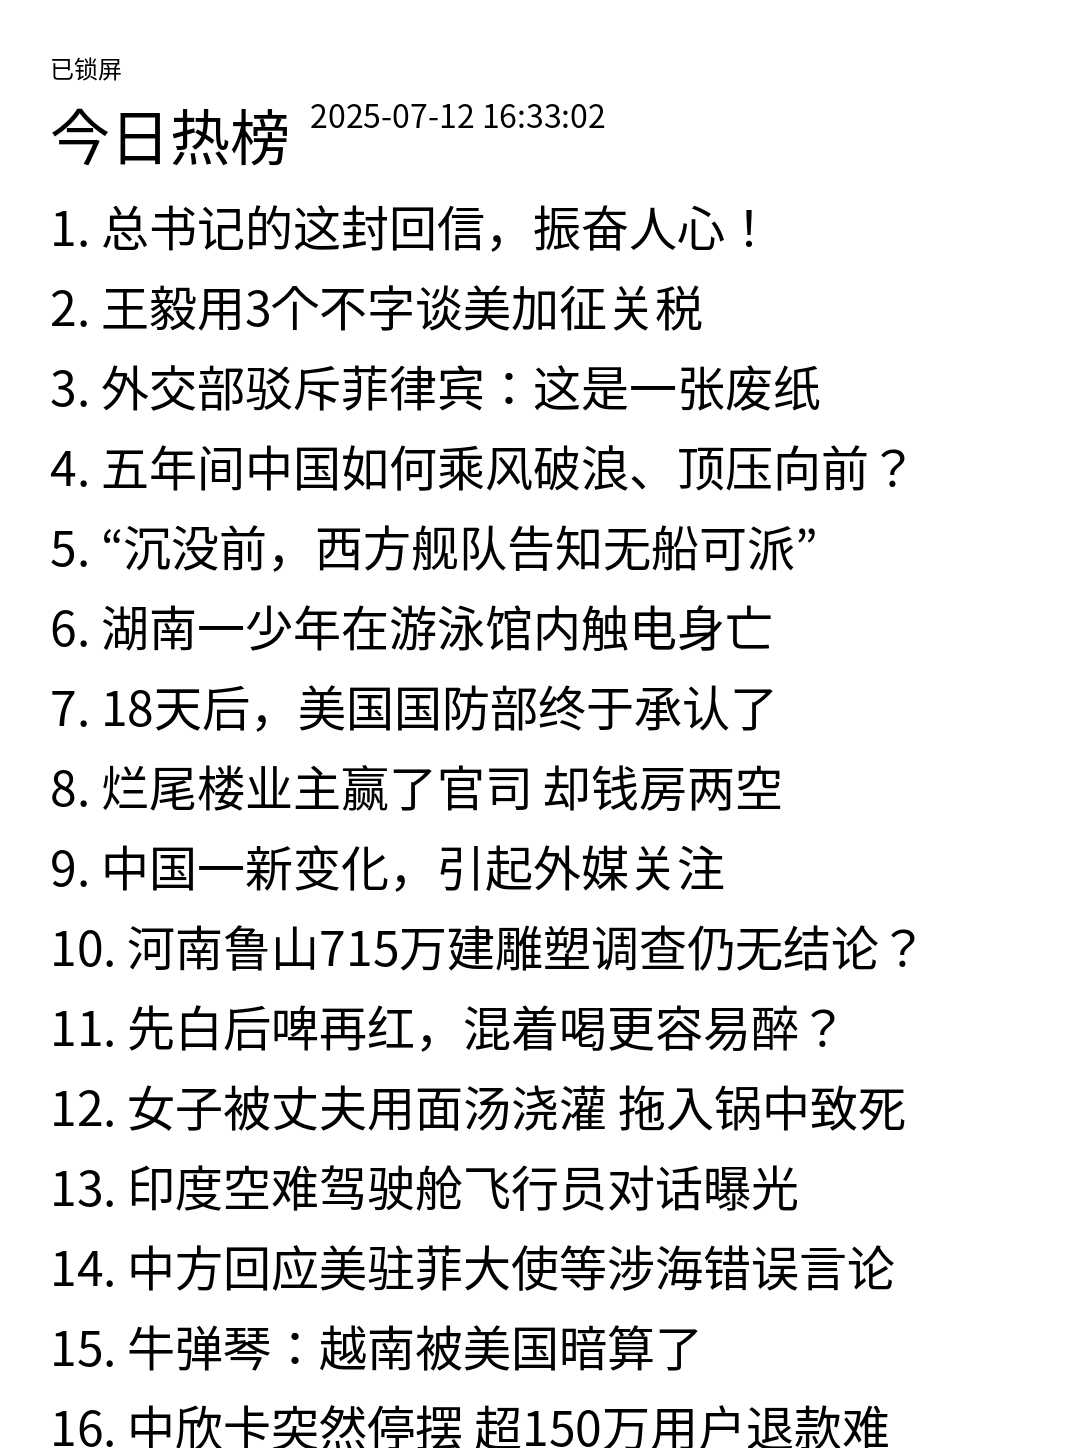 已锁屏
今日热榜 2025-07-12 16:33:02
1. 总书记的这封回信，振奋人心！
2. 王毅用3个不字谈美加征关税
3. 外交部驳斥菲律宾：这是一张废纸
4. 五年间中国如何乘风破浪、顶压向前？
5. “沉没前，西方舰队告知无船可派”
6. 湖南一少年在游泳馆内触电身亡
7. 18天后，美国国防部终于承认了
8. 烂尾楼业主赢了官司 却钱房两空
9. 中国一新变化，引起外媒关注
10. 河南鲁山715万建雕塑调查仍无结论？
11. 先白后啤再红，混着喝更容易醉？
12. 女子被丈夫用面汤浇灌 拖入锅中致死
13. 印度空难驾驶舱飞行员对话曝光
14. 中方回应美驻菲大使等涉海错误言论
15. 牛弹琴：越南被美国暗算了
16. 中欣卡突然停摆 超150万用户退款难